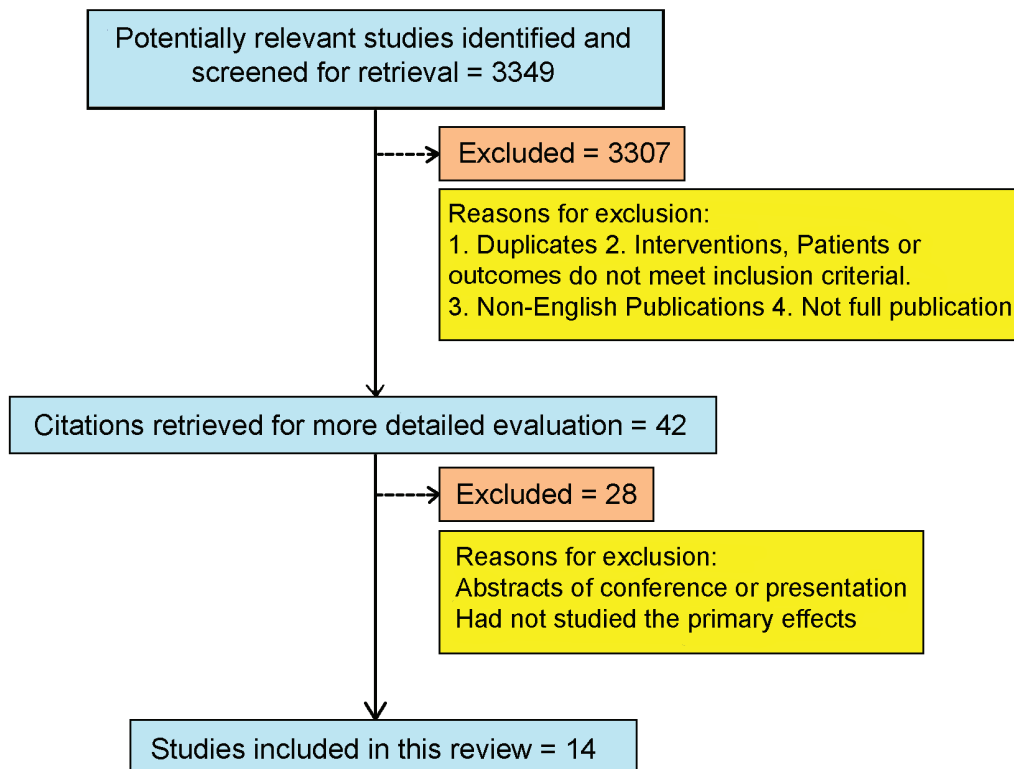 Potentially relevant studies identified and
screened for retrieval = 3349
Excluded = 3307
Reasons for exclusion:
1. Duplicates 2. Interventions, Patients or
outcomes do not meet inclusion criterial.
3. Non-English Publications 4. Not full publication
Citations retrieved for more detailed evaluation = 42
Excluded = 28
Reasons for exclusion:
Abstracts of conference or presentation
Had not studied the primary effects
Studies included in this review = 14